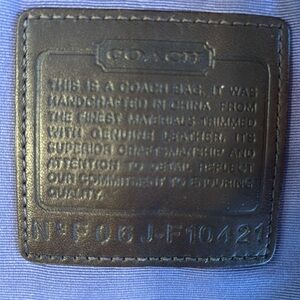 COACH
THIS IS A COACH BAG. IT WAS
HANDCRAFTED IN CHINA FROM
THE FINEST MATERIALS TRIMMED
WITH GENUINE LEATHER. ITS
SUPERIOR CRAFTSMANSHIP AND
ATTENTION TO DETAIL REFLECT
OUR COMMITMENT TO ENDURING
QUALITY.
Nº P06J-F10421